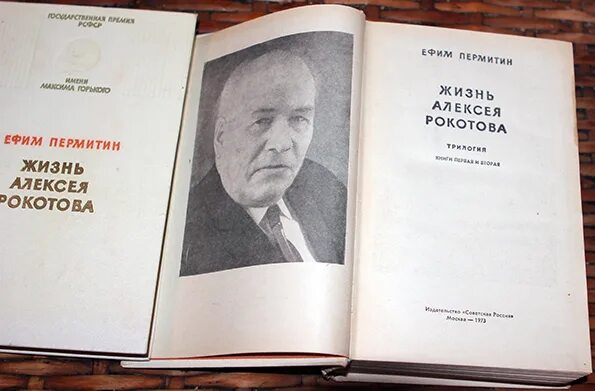 ГОСУДАРСТВЕННАЯ ПРЕМИЯ
РСФСР
ИМЕНИ
МАКСИМА ГОРЬКОГО
ЕФИМ ПЕРМИТИН
ЖИЗНЬ
АЛЕКСЕЯ
РОКОТОВА
ЕФИМ ПЕРМИТИН
ЖИЗНЬ
АЛЕКСЕЯ
РОКОТОВА
ТРИЛОГИЯ
КНИГИ ПЕРВАЯ И ВТОРАЯ
Издательство «Советская Россия»
Москва — 1973